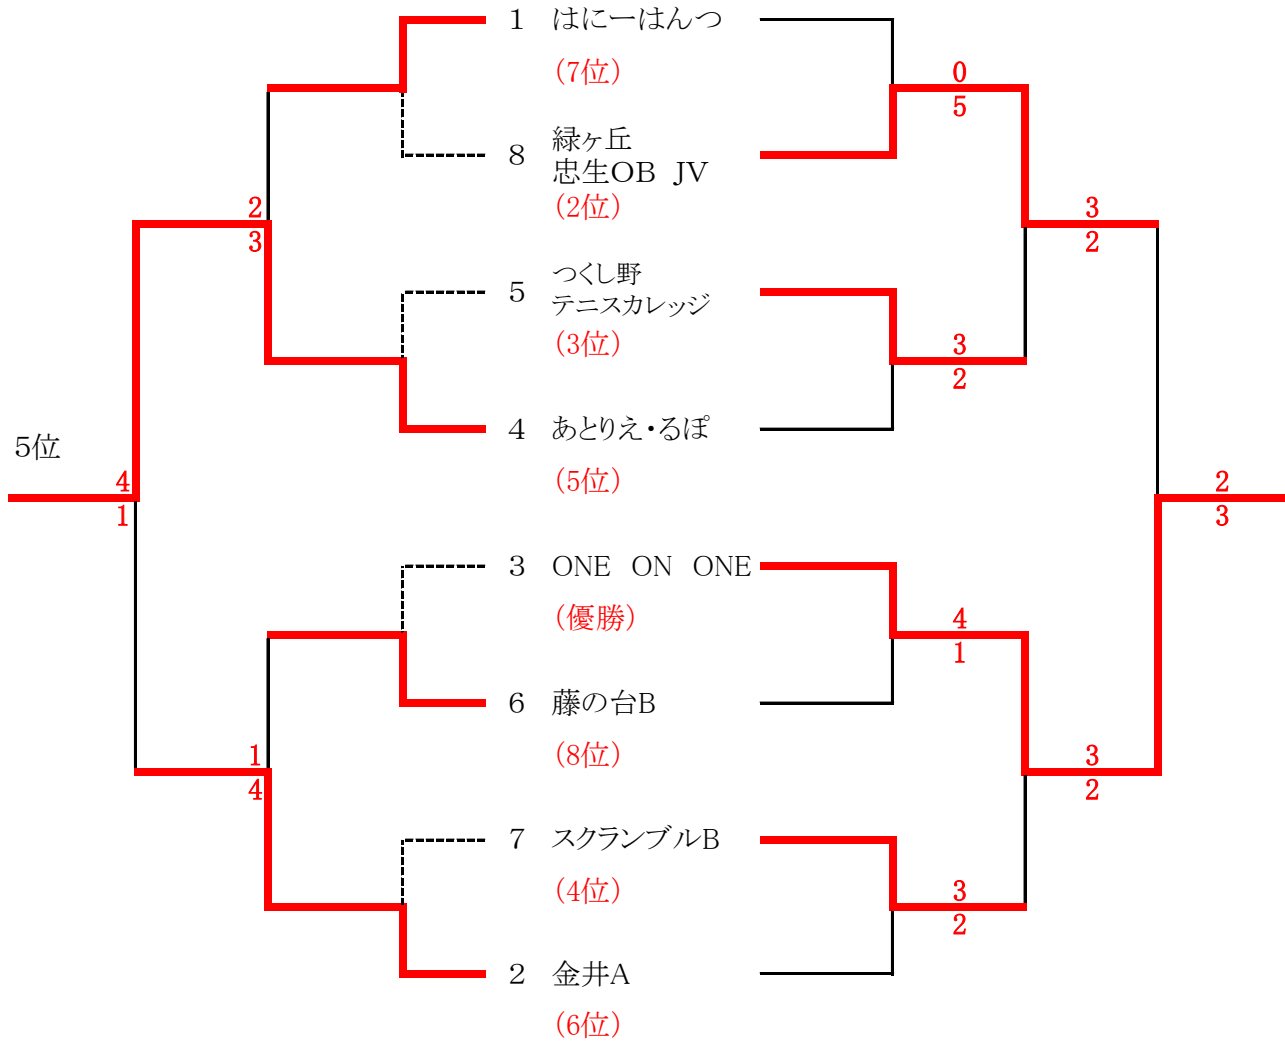 1 はにーはんつ
(7位)
0
5
8 緑ヶ丘
忠生OB JV
(2位)
2
3
3
2
5 つくし野
テニスカレッジ
(3位)
3
2
4 あとりえ・るぽ
5位
(5位)
4
1
2
3
3 ONE ON ONE
(優勝)
4
1
6 藤の台B
(8位)
1
4
3
2
7 スクランブルB
(4位)
3
2
2 金井A
(6位)